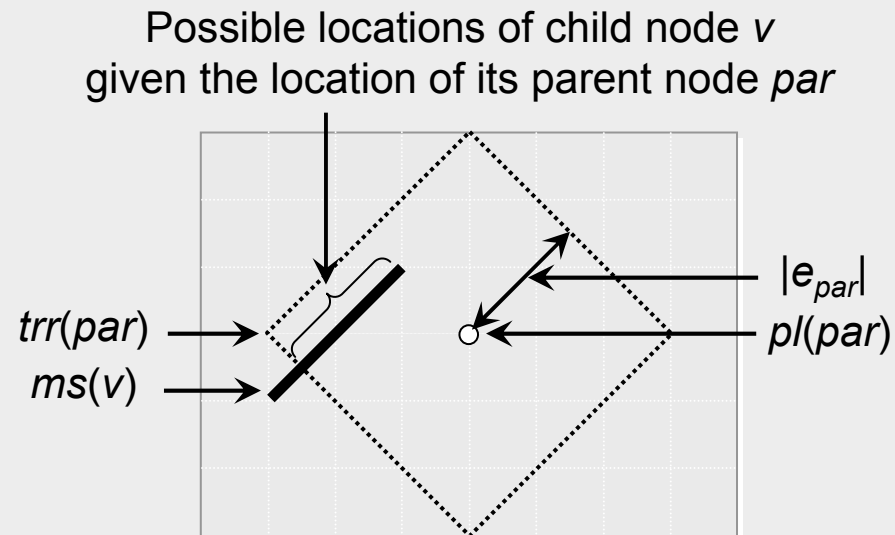 Possible locations of child node v
given the location of its parent node par
|e_par|
trr(par)
pl(par)
ms(v)